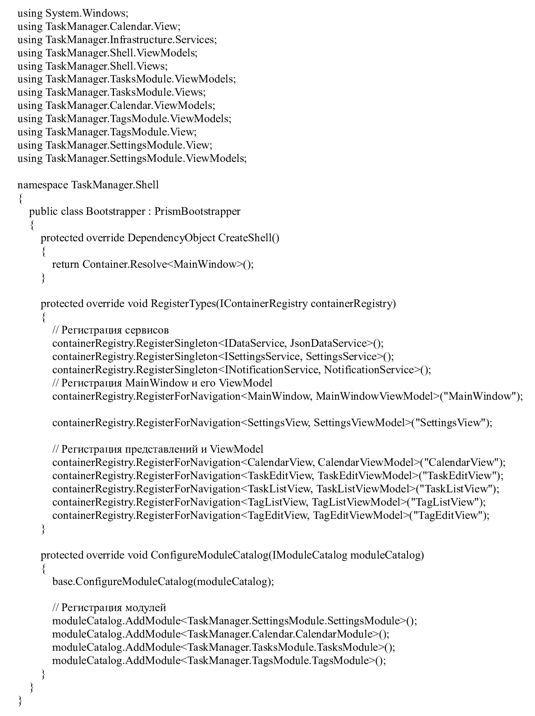 using System.Windows;
using TaskManager.Calendar.View;
using TaskManager.Infrastructure.Services;
using TaskManager.Shell.ViewModels;
using TaskManager.Shell.Views;
using TaskManager.TasksModule.ViewModels;
using TaskManager.TasksModule.Views;
using TaskManager.Calendar.ViewModels;
using TaskManager.TagsModule.ViewModels;
using TaskManager.TagsModule.View;
using TaskManager.SettingsModule.View;
using TaskManager.SettingsModule.ViewModels;

namespace TaskManager.Shell
{
    public class Bootstrapper : PrismBootstrapper
    {
        protected override DependencyObject CreateShell()
        {
            return Container.Resolve<MainWindow>();
        }

        protected override void RegisterTypes(IContainerRegistry containerRegistry)
        {
            // Регистрация сервисов
            containerRegistry.RegisterSingleton<IDataService, JsonDataService>();
            containerRegistry.RegisterSingleton<ISettingsService, SettingsService>();
            containerRegistry.RegisterSingleton<INotificationService, NotificationService>();
            // Регистрация MainWindow и его ViewModel
            containerRegistry.RegisterForNavigation<MainWindow, MainWindowViewModel>("MainWindow");

            containerRegistry.RegisterForNavigation<SettingsView, SettingsViewModel>("SettingsView");

            // Регистрация представлений и ViewModel
            containerRegistry.RegisterForNavigation<CalendarView, CalendarViewModel>("CalendarView");
            containerRegistry.RegisterForNavigation<TaskEditView, TaskEditViewModel>("TaskEditView");
            containerRegistry.RegisterForNavigation<TaskListView, TaskListViewModel>("TaskListView");
            containerRegistry.RegisterForNavigation<TagListView, TagListViewModel>("TagListView");
            containerRegistry.RegisterForNavigation<TagEditView, TagEditViewModel>("TagEditView");
        }

        protected override void ConfigureModuleCatalog(IModuleCatalog moduleCatalog)
        {
            base.ConfigureModuleCatalog(moduleCatalog);

            // Регистрация модулей
            moduleCatalog.AddModule<TaskManager.SettingsModule.SettingsModule>();
            moduleCatalog.AddModule<TaskManager.Calendar.CalendarModule>();
            moduleCatalog.AddModule<TaskManager.TasksModule.TasksModule>();
            moduleCatalog.AddModule<TaskManager.TagsModule.TagsModule>();
        }
    }
}